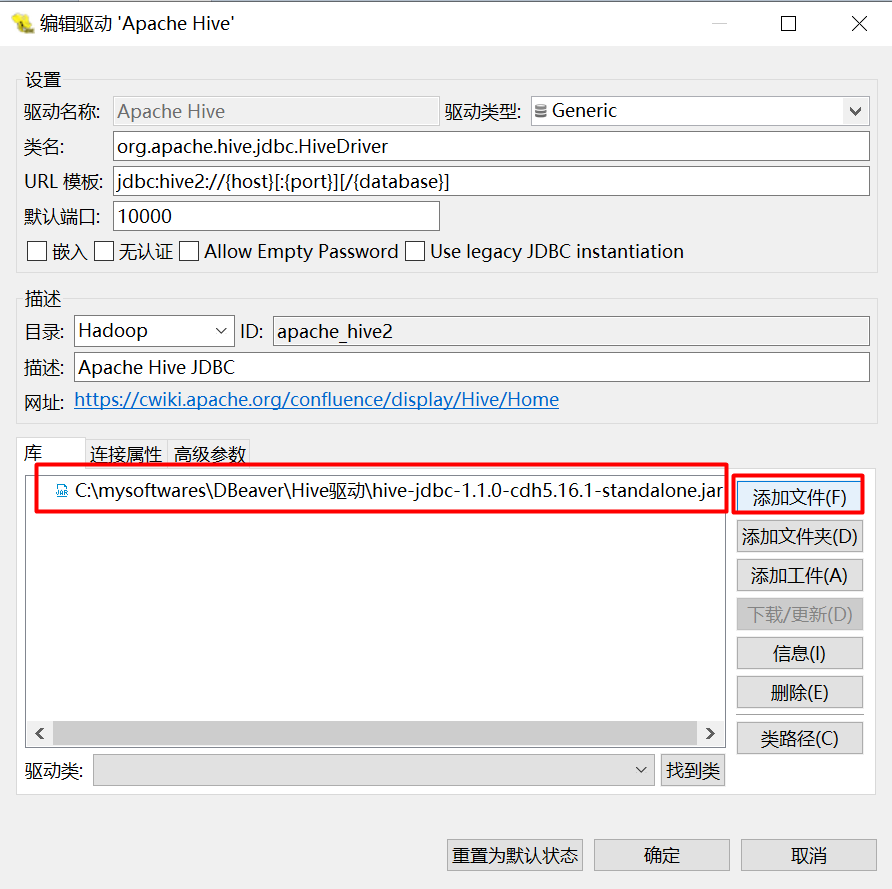 编辑驱动 'Apache Hive'
设置
驱动名称: Apache Hive 驱动类型: Generic
类名: org.apache.hive.jdbc.HiveDriver
URL 模板: jdbc:hive2://{host}[:{port}][/{database}]
默认端口: 10000
嵌入 无认证 Allow Empty Password Use legacy JDBC instantiation
描述
目录: Hadoop ID: apache_hive2
描述: Apache Hive JDBC
网址: https://cwiki.apache.org/confluence/display/Hive/Home
库 连接属性 高级参数
JAR C:\mysoftwares\DBeaver\Hive驱动\hive-jdbc-1.1.0-cdh5.16.1-standalone.jar
添加文件(F)
添加文件夹(D)
添加工件(A)
下载/更新(D)
信息(I)
删除(E)
类路径(C)
驱动类: 找到类
重置为默认状态 确定 取消